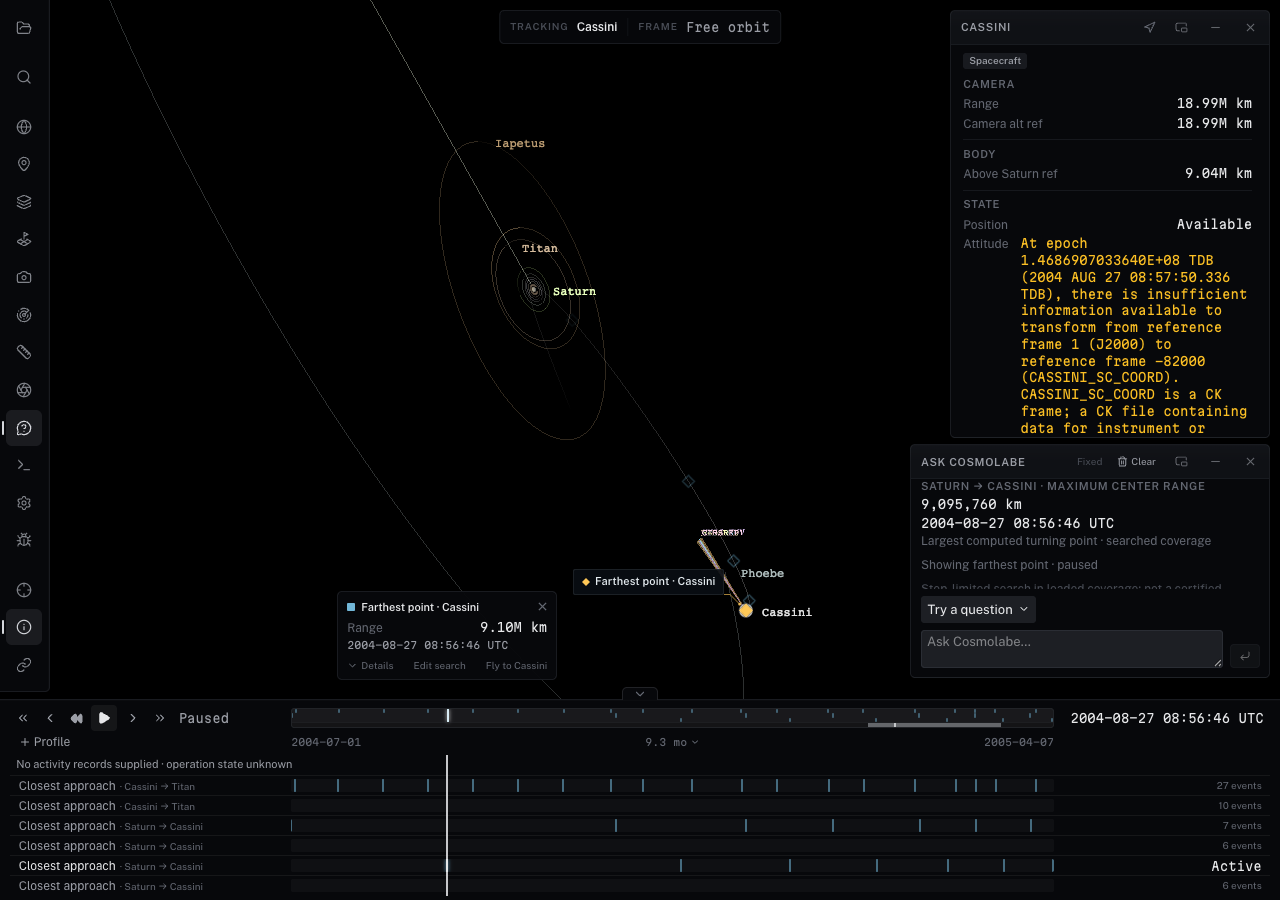 TRACKING Cassini FRAME Free orbit
Iapetus
Titan
Saturn
Phoebe
Farthest point · Cassini
Cassini
Farthest point · Cassini
Range 9.10M km
2004-08-27 08:56:46 UTC
Details Edit search Fly to Cassini
CASSINI
Spacecraft
CAMERA
Range 18.99M km
Camera alt ref 18.99M km
BODY
Above Saturn ref 9.04M km
STATE
Position Available
Attitude At epoch
1.4686907033640E+08 TDB
(2004 AUG 27 08:57:50.336
TDB), there is insufficient
information available to
transform from reference
frame 1 (J2000) to
reference frame -82000
(CASSINI_SC_COORD).
CASSINI_SC_COORD is a CK
frame; a CK file containing
data for instrument or
ASK COSMOLABE Fixed Clear
SATURN → CASSINI · MAXIMUM CENTER RANGE
9,095,760 km
2004-08-27 08:56:46 UTC
Largest computed turning point · searched coverage
Showing farthest point · paused
Step-limited search in loaded coverage; not a certified
Try a question
Ask Cosmolabe...
Paused
2004-08-27 08:56:46 UTC
+ Profile
2004-07-01 9.3 mo 2005-04-07
No activity records supplied · operation state unknown
Closest approach · Cassini → Titan 27 events
Closest approach · Cassini → Titan 10 events
Closest approach · Saturn → Cassini 7 events
Closest approach · Saturn → Cassini 6 events
Closest approach · Saturn → Cassini Active
Closest approach · Saturn → Cassini 6 events